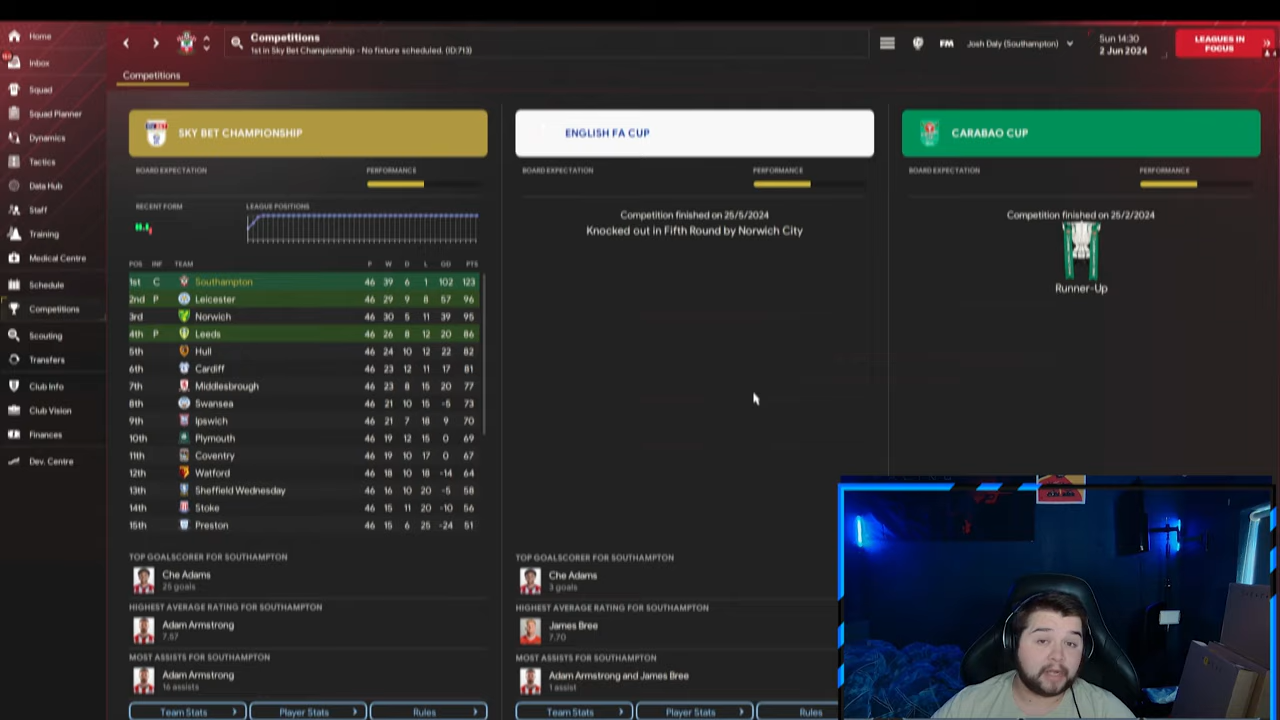 Home
Inbox
Squad
Squad Planner
Dynamics
Tactics
Data Hub
Staff
Training
Medical Centre
Schedule
Competitions
Scouting
Transfers
Club Info
Club Vision
Finances
Dev. Centre
Competitions
1st in Sky Bet Championship - No fixture scheduled. (ID:713)
FM
Josh Daly (Southampton)
Sun 14:30
2 Jun 2024
LEAGUES IN FOCUS
Competitions
SKY BET CHAMPIONSHIP
BOARD EXPECTATION PERFORMANCE
RECENT FORM LEAGUE POSITIONS
POS INF TEAM P W D L GD PTS
1st C Southampton 46 39 6 1 102 123
2nd P Leicester 46 29 9 8 57 96
3rd Norwich 46 30 5 11 39 95
4th P Leeds 46 26 8 12 20 86
5th Hull 46 24 10 12 22 82
6th Cardiff 46 23 12 11 17 81
7th Middlesbrough 46 23 8 15 20 77
8th Swansea 46 21 10 15 -5 73
9th Ipswich 46 21 7 18 9 70
10th Plymouth 46 19 12 15 0 69
11th Coventry 46 19 10 17 0 67
12th Watford 46 18 10 18 -14 64
13th Sheffield Wednesday 46 16 10 20 -5 58
14th Stoke 46 15 11 20 -10 56
15th Preston 46 15 6 25 -24 51
TOP GOALSCORER FOR SOUTHAMPTON
Che Adams
25 goals
HIGHEST AVERAGE RATING FOR SOUTHAMPTON
Adam Armstrong
7.57
MOST ASSISTS FOR SOUTHAMPTON
Adam Armstrong
16 assists
Team Stats
Player Stats
Rules
ENGLISH FA CUP
BOARD EXPECTATION PERFORMANCE
Competition finished on 25/5/2024
Knocked out in Fifth Round by Norwich City
TOP GOALSCORER FOR SOUTHAMPTON
Che Adams
3 goals
HIGHEST AVERAGE RATING FOR SOUTHAMPTON
James Bree
7.70
MOST ASSISTS FOR SOUTHAMPTON
Adam Armstrong and James Bree
1 assist
Team Stats
Player Stats
Rules
CARABAO CUP
BOARD EXPECTATION PERFORMANCE
Competition finished on 25/2/2024
Runner-Up